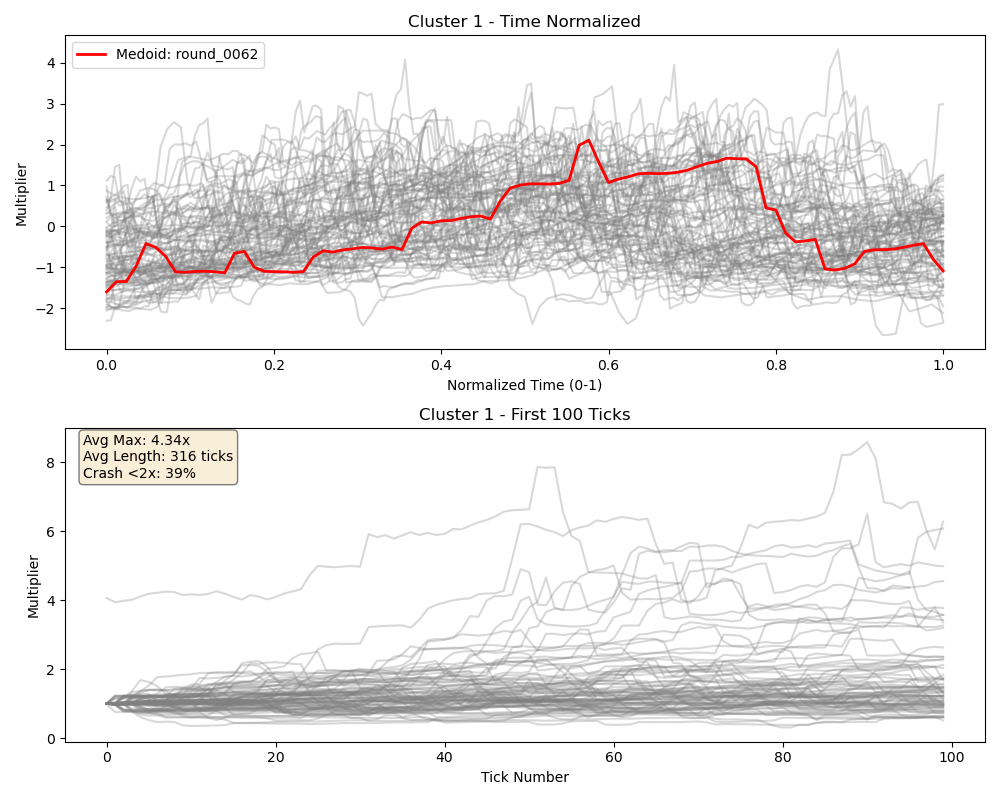 Cluster 1 - Time Normalized
Medoid: round_0062
Multiplier
4
3
2
1
0
−1
−2
0.0
0.2
0.4
0.6
0.8
1.0
Normalized Time (0-1)
Cluster 1 - First 100 Ticks
Avg Max: 4.34x
Avg Length: 316 ticks
Crash <2x: 39%
Multiplier
8
6
4
2
0
0
20
40
60
80
100
Tick Number